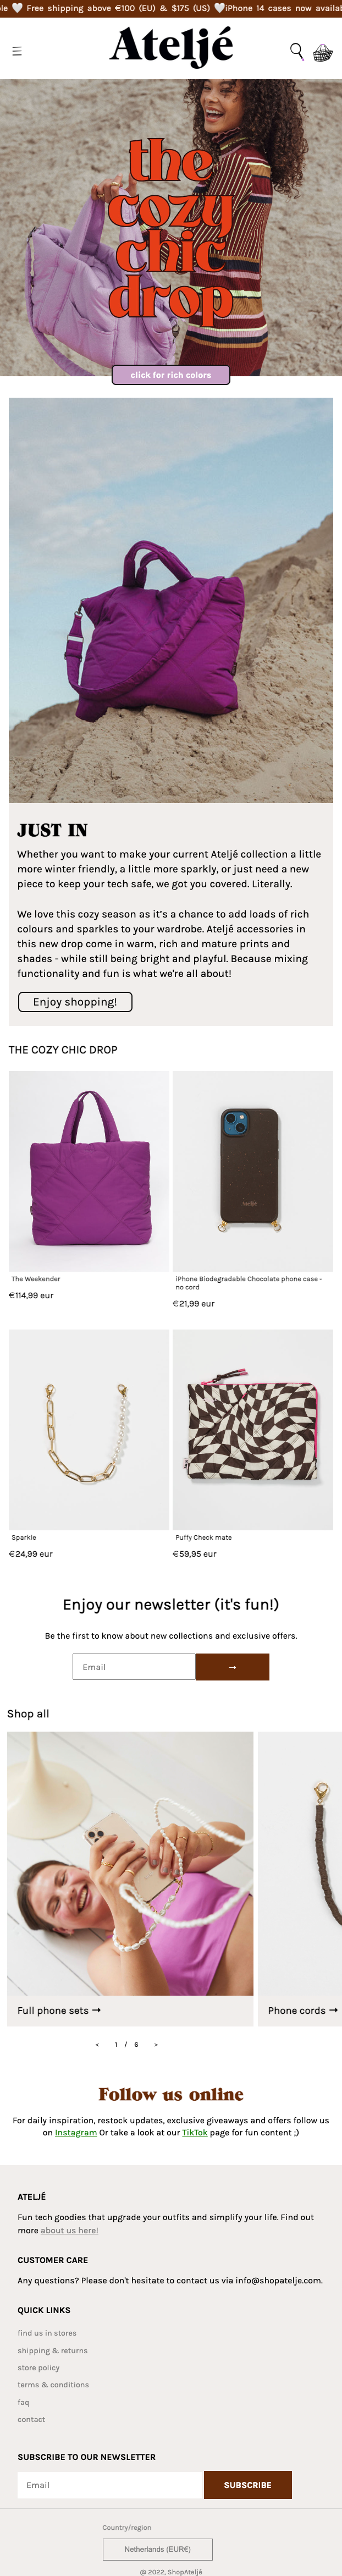 🤍 Free shipping above €100 (EU) & $175 (US) 🤍iPhone 14 cases now
Ateljé
the
cozy
chic
drop
click for rich colors
JUST IN
Whether you want to make your current Ateljé collection a little
more winter friendly, a little more sparkly, or just need a new
piece to keep your tech safe, we got you covered. Literally.
We love this cozy season as it's a chance to add loads of rich
colours and sparkles to your wardrobe. Ateljé accessories in
this new drop come in warm, rich and mature prints and
shades - while still being bright and playful. Because mixing
functionality and fun is what we're all about!
Enjoy shopping!
THE COZY CHIC DROP
The Weekender
€114,99 eur
iPhone Biodegradable Chocolate phone case -
no cord
€21,99 eur
Sparkle
€24,99 eur
Puffy Check mate
€59,95 eur
Enjoy our newsletter (it's fun!)
Be the first to know about new collections and exclusive offers.
Email →
Shop all
Full phone sets →
Phone cords →
< 1 / 6 >
Follow us online
For daily inspiration, restock updates, exclusive giveaways and offers follow us
on Instagram Or take a look at our TikTok page for fun content ;)
ATELJÉ
Fun tech goodies that upgrade your outfits and simplify your life. Find out
more about us here!
CUSTOMER CARE
Any questions? Please don't hesitate to contact us via info@shopatelje.com.
QUICK LINKS
find us in stores
shipping & returns
store policy
terms & conditions
faq
contact
SUBSCRIBE TO OUR NEWSLETTER
Email SUBSCRIBE
Country/region
Netherlands (EUR€)
@ 2022, ShopAteljé